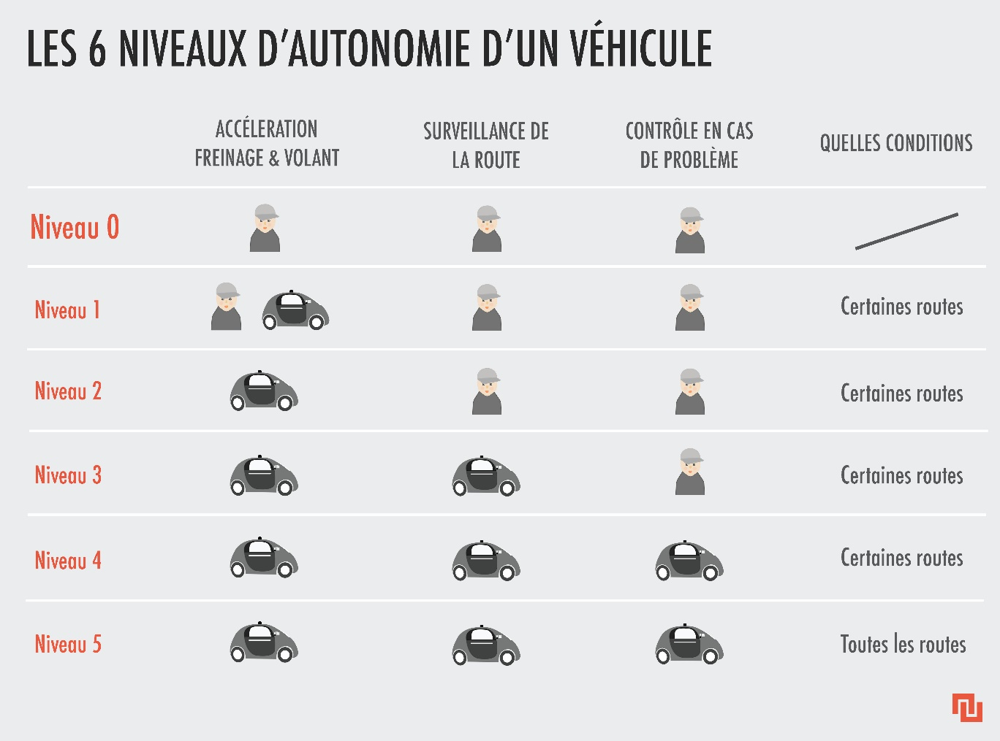 LES 6 NIVEAUX D'AUTONOMIE D'UN VÉHICULE
ACCÉLERATION
FREINAGE & VOLANT
SURVEILLANCE DE
LA ROUTE
CONTRÔLE EN CAS
DE PROBLÈME
QUELLES CONDITIONS
Niveau 0
Niveau 1
Certaines routes
Niveau 2
Certaines routes
Niveau 3
Certaines routes
Niveau 4
Certaines routes
Niveau 5
Toutes les routes